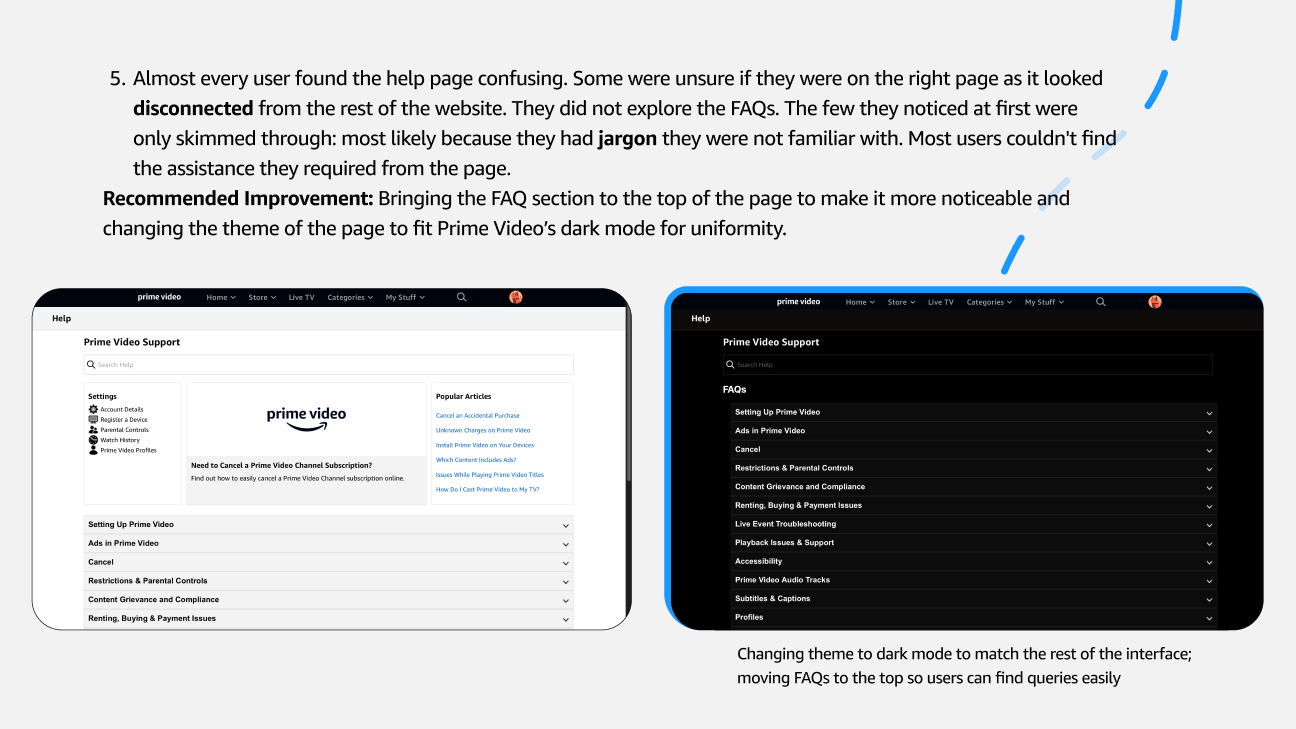 5. Almost every user found the help page confusing. Some were unsure if they were on the right page as it looked
disconnected from the rest of the website. They did not explore the FAQs. The few they noticed at first were
only skimmed through: most likely because they had jargon they were not familiar with. Most users couldn't find
the assistance they required from the page.
Recommended Improvement: Bringing the FAQ section to the top of the page to make it more noticeable and
changing the theme of the page to fit Prime Video’s dark mode for uniformity.
prime video Home Store Live TV Categories My Stuff
Help
Prime Video Support
Search Help
Settings
Account Details
Register a Device
Parental Controls
Watch History
Prime Video Profiles
prime video
Need to Cancel a Prime Video Channel Subscription?
Find out how to easily cancel a Prime Video Channel subscription online.
Popular Articles
Cancel an Accidental Purchase
Unknown Charges on Prime Video
Install Prime Video on Your Devices
Which Content Includes Ads?
Issues While Playing Prime Video Titles
How Do I Cast Prime Video to My TV?
Setting Up Prime Video
Ads in Prime Video
Cancel
Restrictions & Parental Controls
Content Grievance and Compliance
Renting, Buying & Payment Issues
prime video Home Store Live TV Categories My Stuff
Help
Prime Video Support
Search Help
FAQs
Setting Up Prime Video
Ads in Prime Video
Cancel
Restrictions & Parental Controls
Content Grievance and Compliance
Renting, Buying & Payment Issues
Live Event Troubleshooting
Playback Issues & Support
Accessibility
Prime Video Audio Tracks
Subtitles & Captions
Profiles
Changing theme to dark mode to match the rest of the interface;
moving FAQs to the top so users can find queries easily